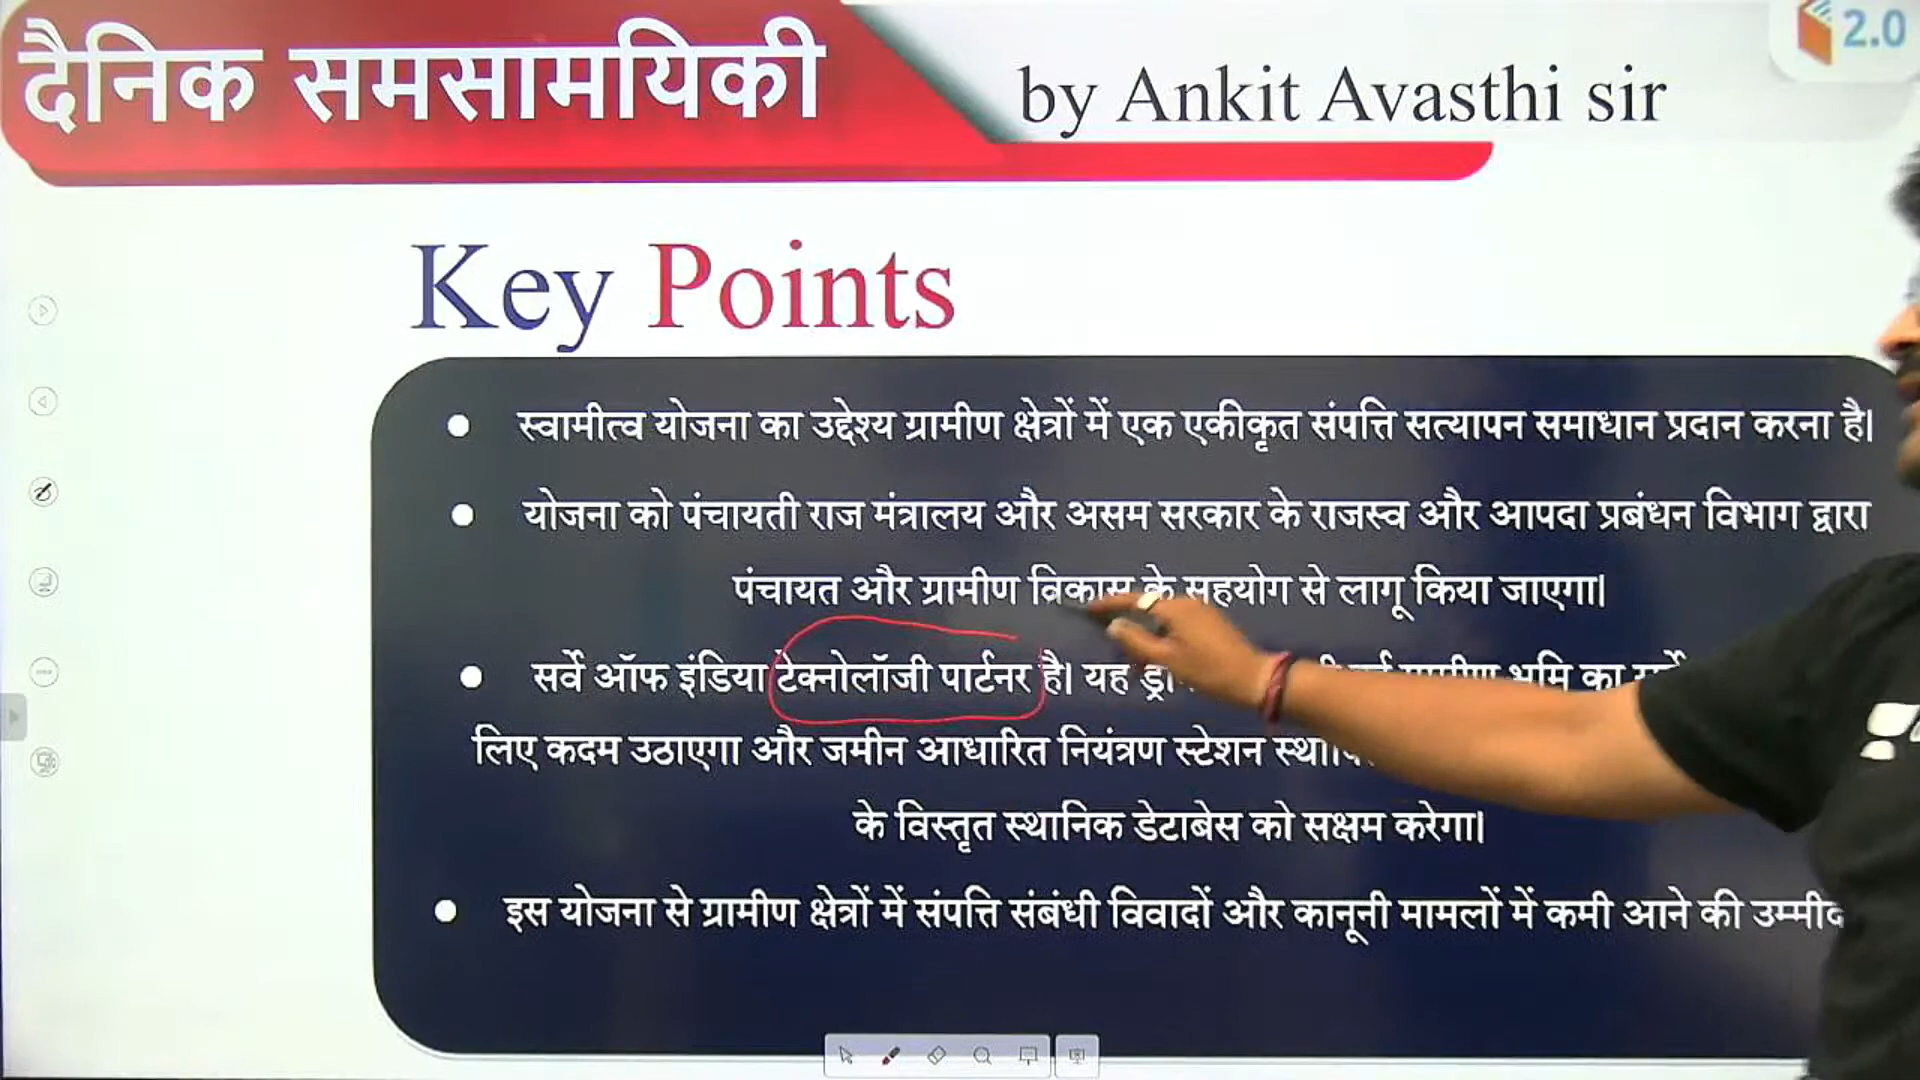 दैनिक समसामयिकी
by Ankit Avasthi sir
2.0
Key Points
स्वामीत्व योजना का उद्देश्य ग्रामीण क्षेत्रों में एक एकीकृत संपत्ति सत्यापन समाधान प्रदान करना है।
योजना को पंचायती राज मंत्रालय और असम सरकार के राजस्व और आपदा प्रबंधन विभाग द्वारा
पंचायत और ग्रामीण विकास के सहयोग से लागू किया जाएगा।
सर्वे ऑफ इंडिया टेक्नोलॉजी पार्टनर है। यह ग्रामीण भूमि का
लिए कदम उठाएगा और जमीन आधारित नियंत्रण स्टेशन
के विस्तृत स्थानिक डेटाबेस को सक्षम करेगा।
इस योजना से ग्रामीण क्षेत्रों में संपत्ति संबंधी विवादों और कानूनी मामलों में कमी आने की उम्मीद